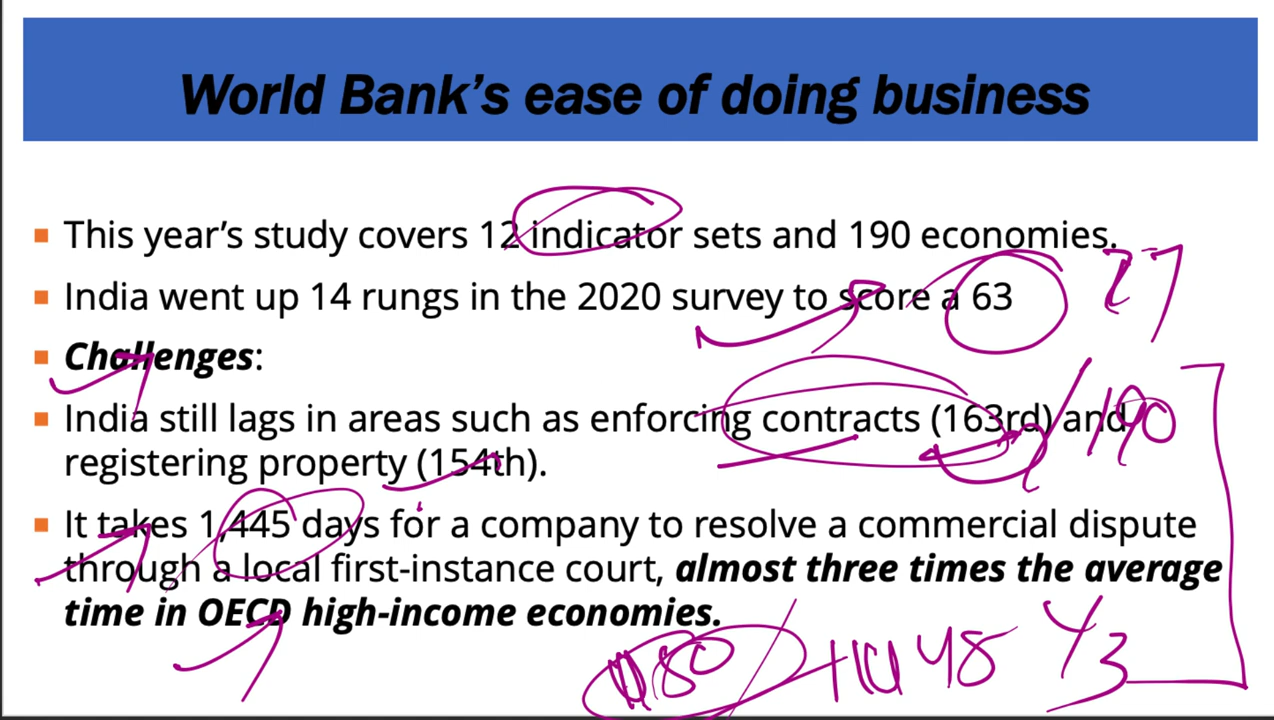 World Bank's ease of doing business
▪ This year's study covers 12 indicator sets and 190 economies.
▪ India went up 14 rungs in the 2020 survey to score a 63
▪ Challenges:
▪ India still lags in areas such as enforcing contracts (163rd) and
/190
registering property (154th).
▪ It takes 1,445 days for a company to resolve a commercial dispute
through a local first-instance court, almost three times the average
time in OECD high-income economies.